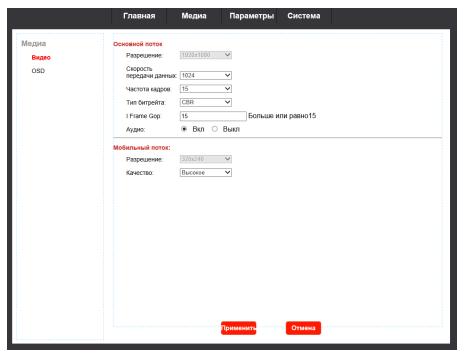 Главная Медиа Параметры Система
Медиа
Видео
OSD
Основной поток
Разрешение: 1920x1080
Скорость
передачи данных: 1024
Частота кадров: 15
Тип битрейта: CBR
I Frame Gop: 15 Больше или равно15
Аудио: Вкл Выкл
Мобильный поток:
Разрешение: 320x240
Качество: Высокое
Применить Отмена